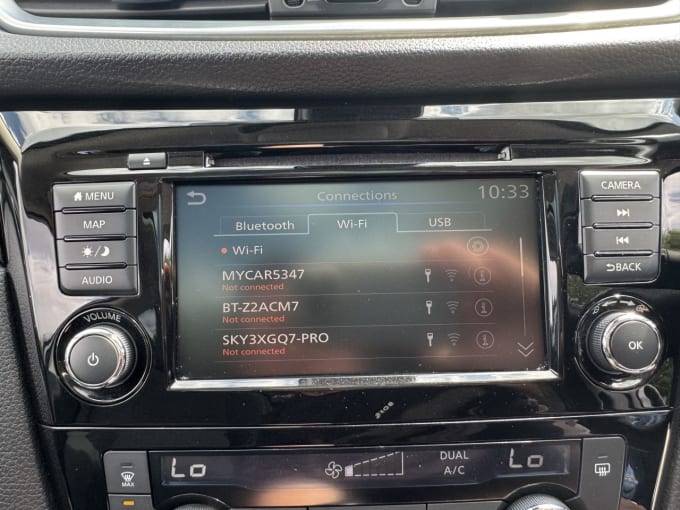 Connections 10:33
Bluetooth Wi-Fi USB
Wi-Fi
MYCAR5347
Not connected
BT-Z2ACM7
Not connected
SKY3XGQ7-PRO
Not connected
MENU
MAP
AUDIO
VOLUME
CAMERA
BACK
OK
MAX
Lo
DUAL
A/C
Lo